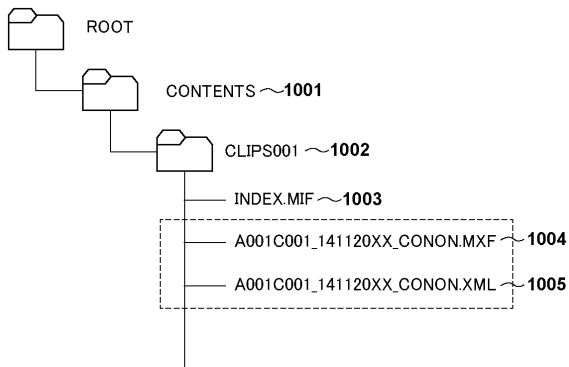 ROOT
CONTENTS 1001
CLIPS001 1002
INDEX.MIF 1003
A001C001_141120XX_CONON.MXF 1004
A001C001_141120XX_CONON.XML 1005